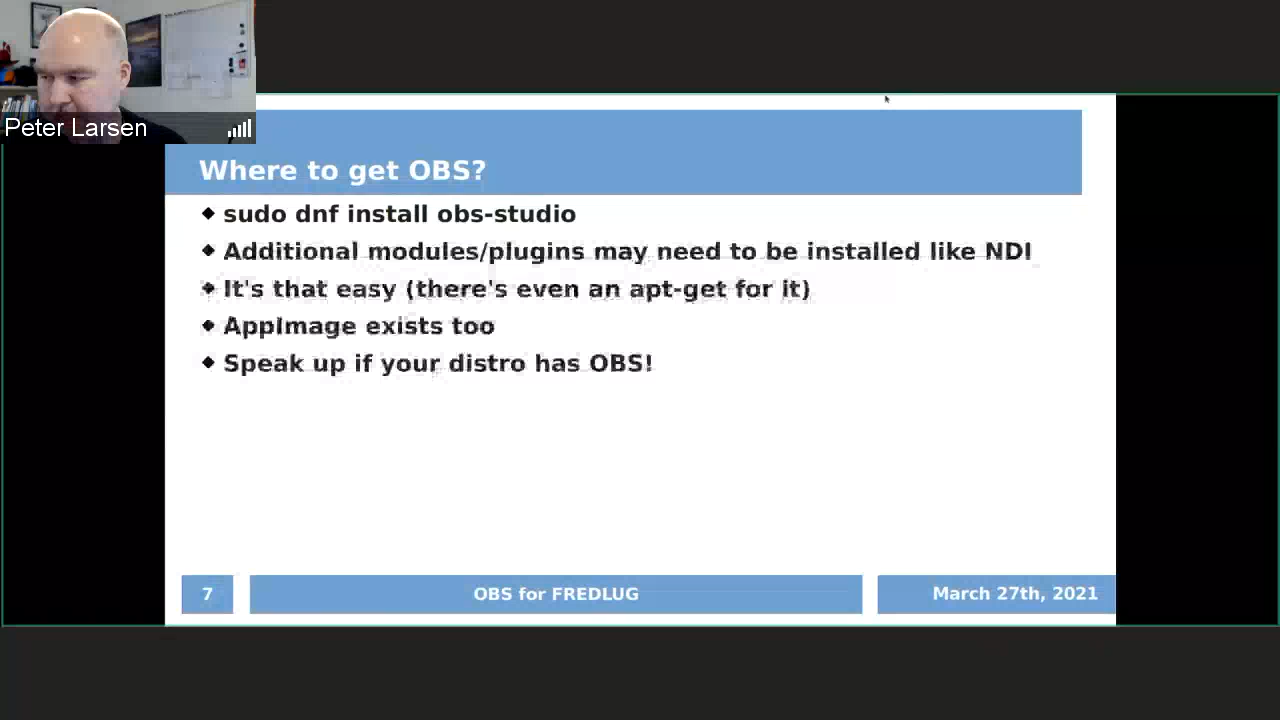 Peter Larsen
Where to get OBS?
sudo dnf install obs-studio
Additional modules/plugins may need to be installed like NDI
It's that easy (there's even an apt-get for it)
AppImage exists too
Speak up if your distro has OBS!
7
OBS for FREDLUG
March 27th, 2021